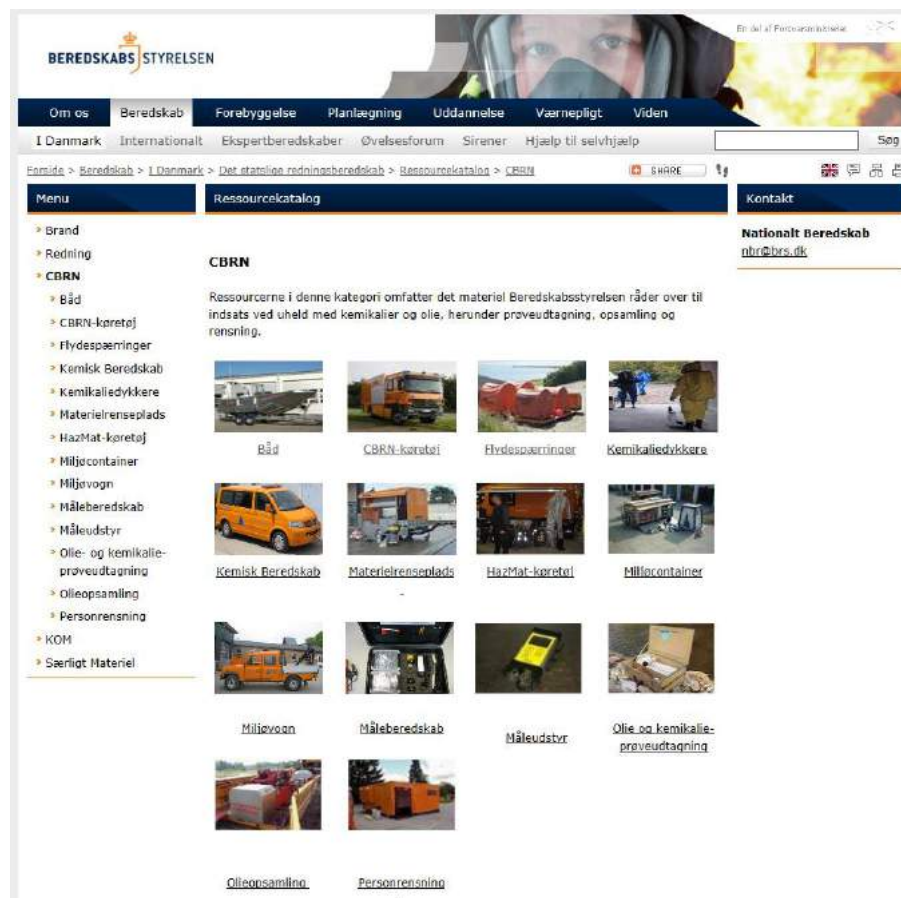 BEREDSKABSSTYRELSEN
En del af Forsvarsministeriet
Om os Beredskab Forebyggelse Planlægning Uddannelse Værnepligt Viden
I Danmark Internationalt Ekspertberedskaber Øvelsesforum Sirener Hjælp til selvhjælp Søg
Forside > Beredskab > I Danmark > Det statslige redningsberedskab > Ressourcekatalog > CBRN
SHARE
Menu
Brand
Redning
CBRN
Båd
CBRN-køretøj
Flydespærringer
Kemisk Beredskab
Kemikaliedykkere
Materielrenseplads
HazMat-køretøj
Miljøcontainer
Miljøvogn
Måleberedskab
Måleudstyr
Olie- og kemikalie-
prøveudtagning
Olieopsamling
Personrensning
KOM
Særligt Materiel
Ressourcekatalog
CBRN
Ressourcerne i denne kategori omfatter det materiel Beredskabsstyrelsen råder over til
indsats ved uheld med kemikalier og olie, herunder prøveudtagning, opsamling og
rensning.
Båd CBRN-køretøj Flydespærringer Kemikaliedykkere
Kemisk Beredskab Materielrenseplads HazMat-køretøj Miljøcontainer
-
Miljøvogn Måleberedskab Måleudstyr Olie og kemikalie-
prøveudtagning
Olieopsamling Personrensning
Kontakt
Nationalt Beredskab
nbr@brs.dk